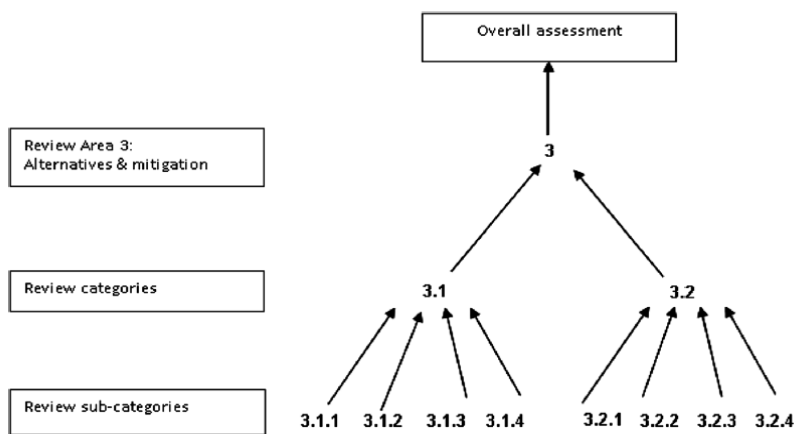 Overall assessment
Review Area 3:
Alternatives & mitigation
3
Review categories
3.1
3.2
Review sub-categories
3.1.1
3.1.2
3.1.3
3.1.4
3.2.1
3.2.2
3.2.3
3.2.4